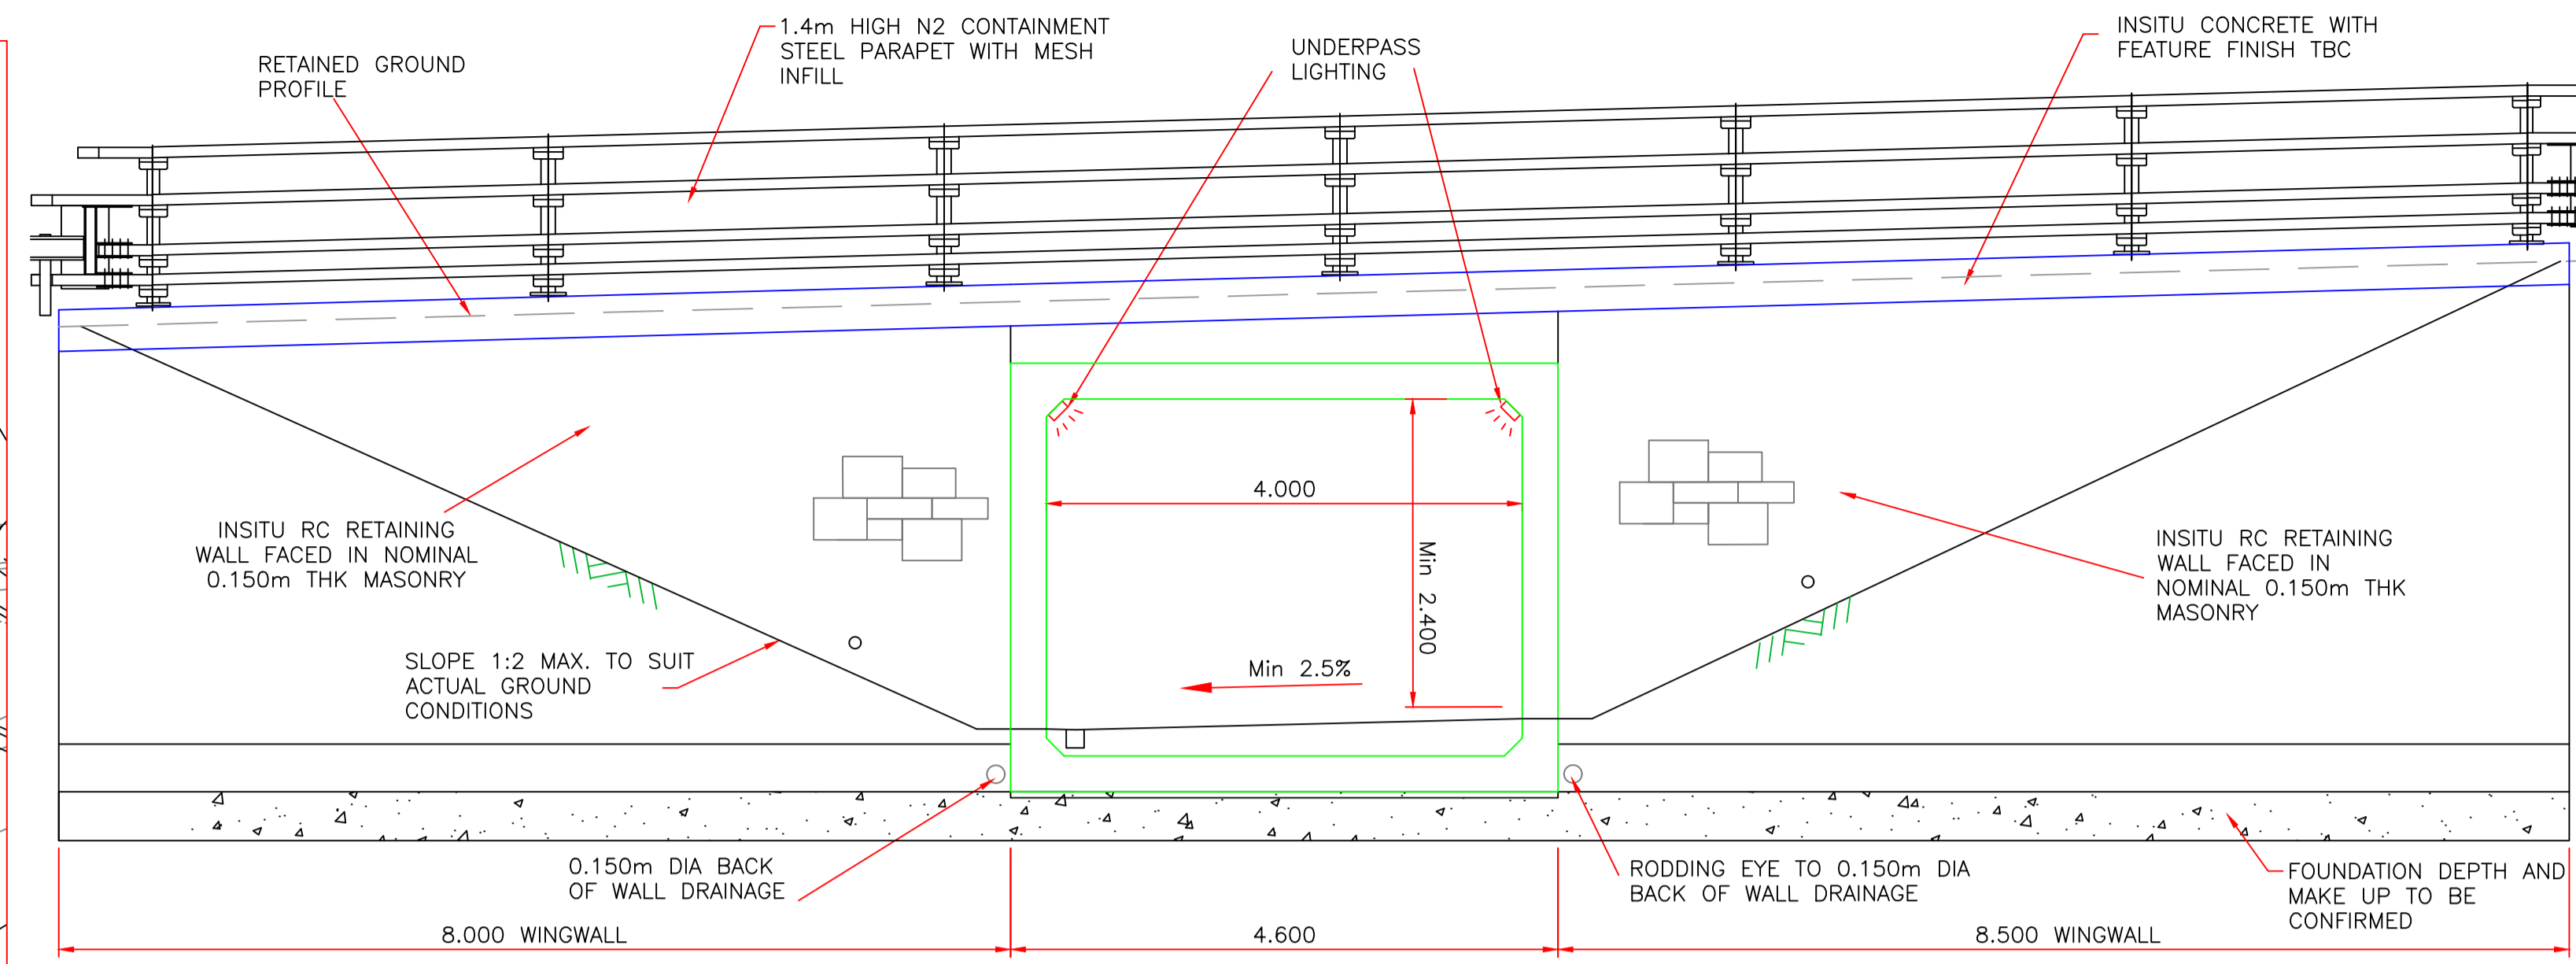 RETAINED GROUND
PROFILE
1.4m HIGH N2 CONTAINMENT
STEEL PARAPET WITH MESH
INFILL
UNDERPASS
LIGHTING
INSITU CONCRETE WITH
FEATURE FINISH TBC
INSITU RC RETAINING
WALL FACED IN NOMINAL
0.150m THK MASONRY
4.000
Min 2.400
INSITU RC RETAINING
WALL FACED IN
NOMINAL 0.150m THK
MASONRY
SLOPE 1:2 MAX. TO SUIT
ACTUAL GROUND
CONDITIONS
Min 2.5%
0.150m DIA BACK
OF WALL DRAINAGE
RODDING EYE TO 0.150m DIA
BACK OF WALL DRAINAGE
FOUNDATION DEPTH AND
MAKE UP TO BE
CONFIRMED
8.000 WINGWALL
4.600
8.500 WINGWALL